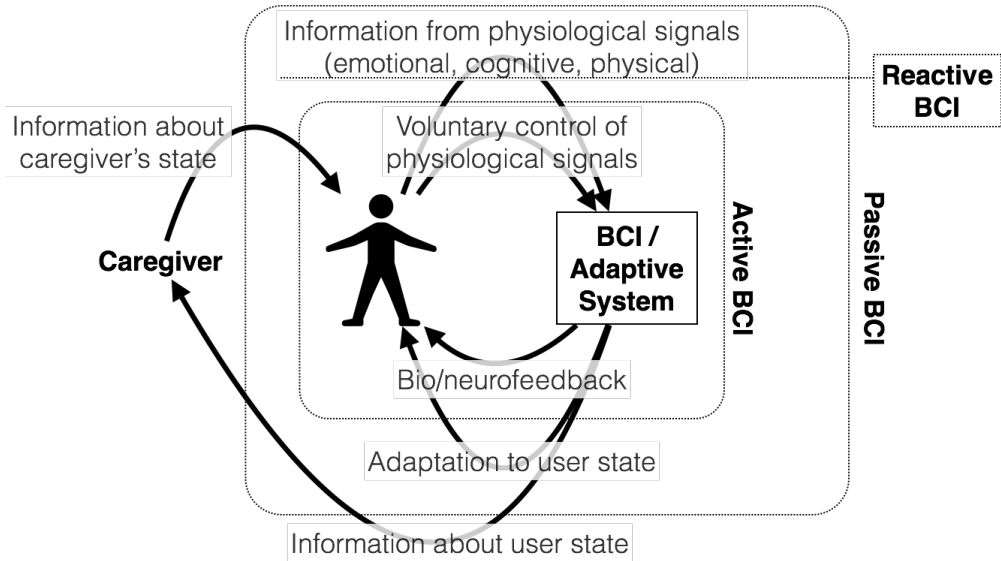 Information from physiological signals
(emotional, cognitive, physical)
Reactive
BCI
Information about
caregiver's state
Voluntary control of
physiological signals
Caregiver
BCI /
Adaptive
System
Active BCI
Passive BCI
Bio/neurofeedback
Adaptation to user state
Information about user state